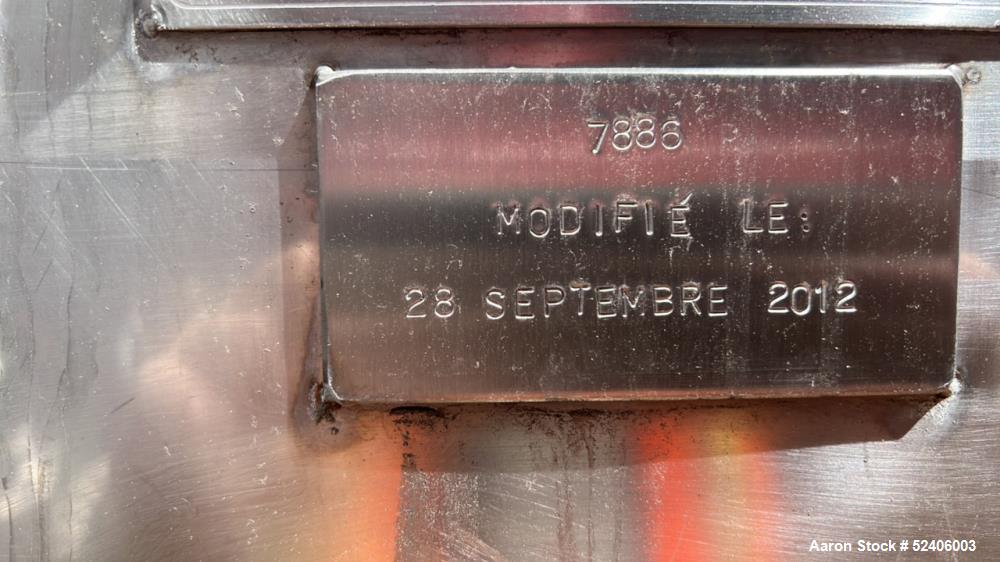 7886
MODIFIÉ LE:
28 SEPTEMBRE 2012
Aaron Stock # 52406003